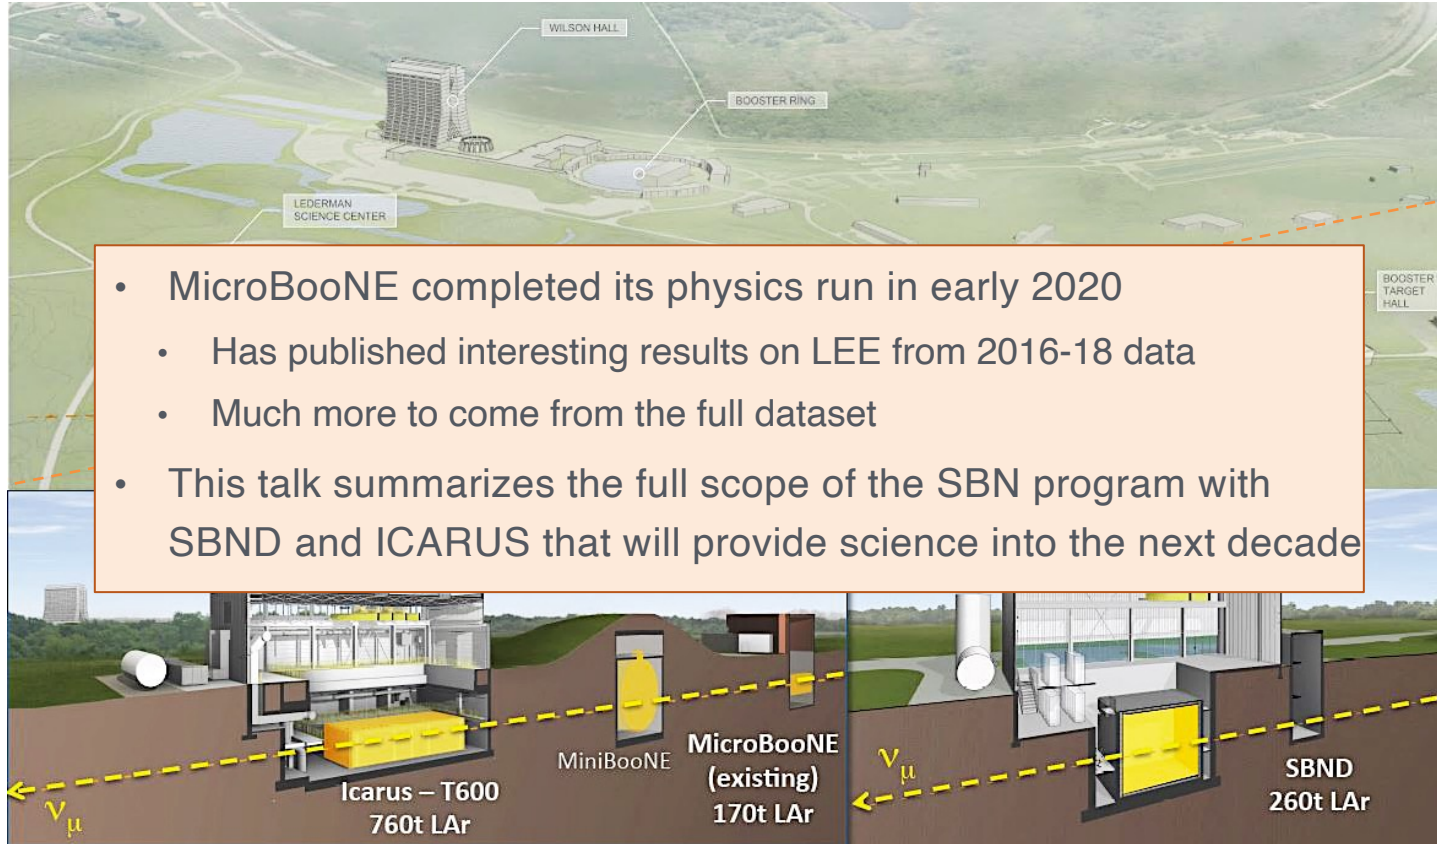 WILSON HALL
BOOSTER RING
LEDERMAN
SCIENCE CENTER
BOOSTER
TARGET
HALL
• MicroBooNE completed its physics run in early 2020
• Has published interesting results on LEE from 2016-18 data
• Much more to come from the full dataset
• This talk summarizes the full scope of the SBN program with
SBND and ICARUS that will provide science into the next decade
νμ
Icarus – T600
760t LAr
MiniBooNE
MicroBooNE
(existing)
170t LAr
νμ
SBND
260t LAr